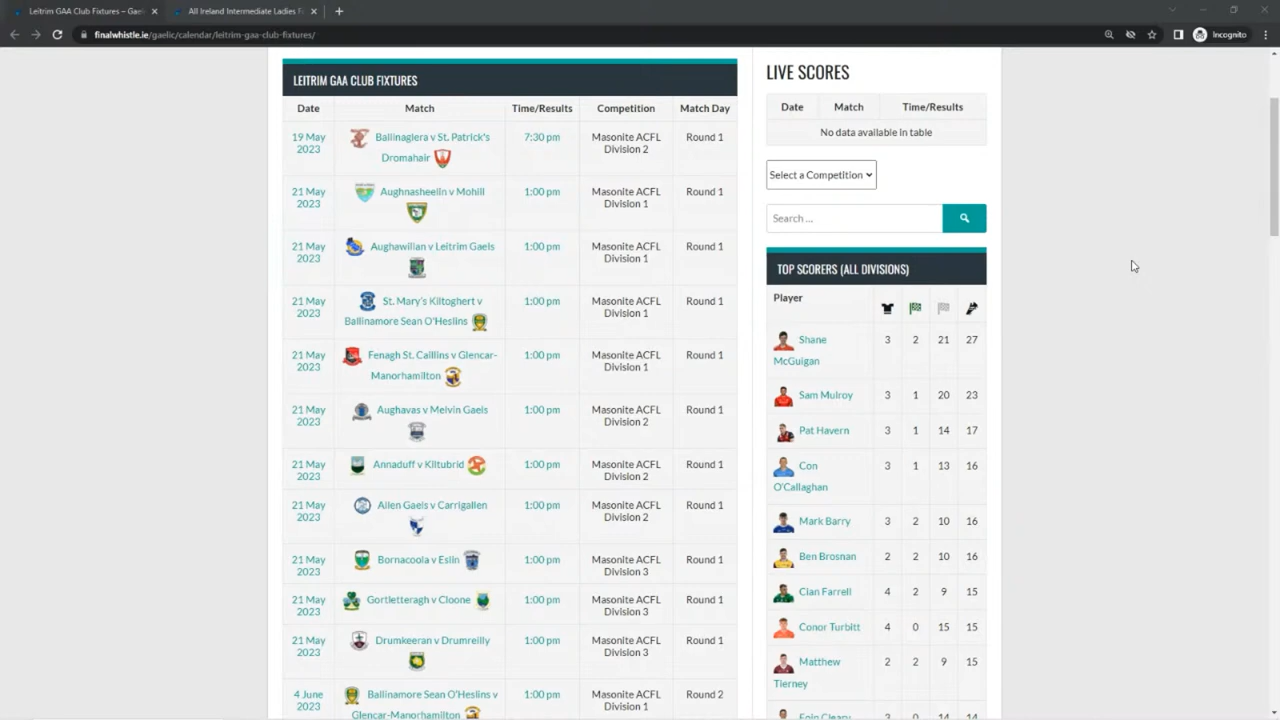 Leitrim GAA Club Fixtures – Gael
All Ireland Intermediate Ladies F
finalwhistle.ie/gaelic/calendar/leitrim-gaa-club-fixtures/
Incognito
LEITRIM GAA CLUB FIXTURES
Date Match Time/Results Competition Match Day
19 May 2023 Ballinaglera v St. Patrick's Dromahair 7:30 pm Masonite ACFL Division 2 Round 1
21 May 2023 Aughnasheelin v Mohill 1:00 pm Masonite ACFL Division 1 Round 1
21 May 2023 Aughawillan v Leitrim Gaels 1:00 pm Masonite ACFL Division 1 Round 1
21 May 2023 St. Mary's Kiltoghert v Ballinamore Sean O'Heslins 1:00 pm Masonite ACFL Division 1 Round 1
21 May 2023 Fenagh St. Caillins v Glencar-Manorhamilton 1:00 pm Masonite ACFL Division 1 Round 1
21 May 2023 Aughavas v Melvin Gaels 1:00 pm Masonite ACFL Division 2 Round 1
21 May 2023 Annaduff v Kiltubrid 1:00 pm Masonite ACFL Division 2 Round 1
21 May 2023 Allen Gaels v Carrigallen 1:00 pm Masonite ACFL Division 2 Round 1
21 May 2023 Bornacoola v Eslin 1:00 pm Masonite ACFL Division 3 Round 1
21 May 2023 Gortletteragh v Cloone 1:00 pm Masonite ACFL Division 3 Round 1
21 May 2023 Drumkeeran v Drumreilly 1:00 pm Masonite ACFL Division 3 Round 1
4 June 2023 Ballinamore Sean O'Heslins v Glencar-Manorhamilton 1:00 pm Masonite ACFL Division 1 Round 2
LIVE SCORES
Date Match Time/Results
No data available in table
Select a Competition
Search ...
TOP SCORERS (ALL DIVISIONS)
Player
Shane McGuigan 3 2 21 27
Sam Mulroy 3 1 20 23
Pat Havern 3 1 14 17
Con O'Callaghan 3 1 13 16
Mark Barry 3 2 10 16
Ben Brosnan 2 2 10 16
Cian Farrell 4 2 9 15
Conor Turbitt 4 0 15 15
Matthew Tierney 2 2 9 15
Eoin Cleary 3 0 14 14